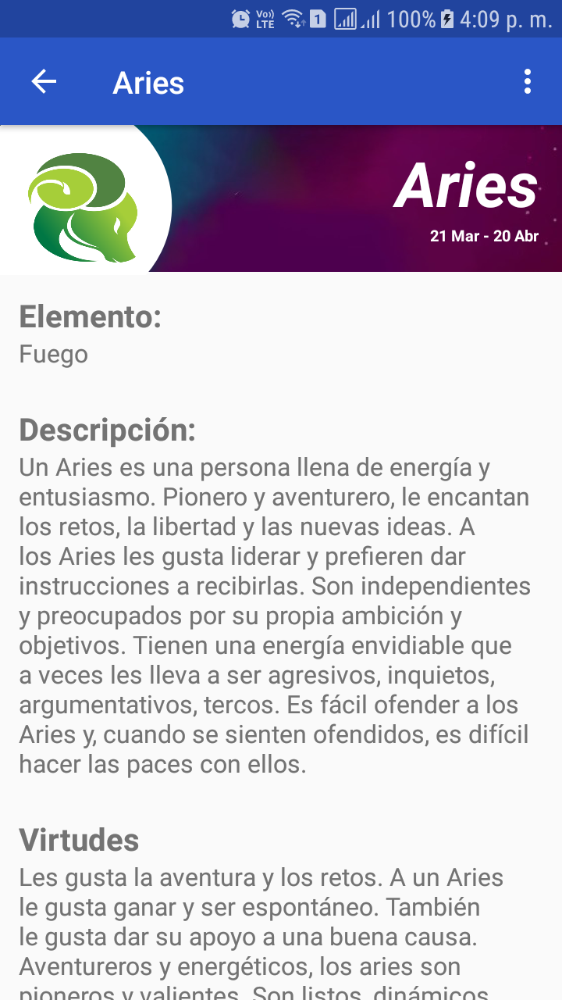 Vo))
LTE
1
100%
4:09 p. m.
Aries
Aries
21 Mar - 20 Abr
Elemento:
Fuego
Descripción:
Un Aries es una persona llena de energía y
entusiasmo. Pionero y aventurero, le encantan
los retos, la libertad y las nuevas ideas. A
los Aries les gusta liderar y prefieren dar
instrucciones a recibirlas. Son independientes
y preocupados por su propia ambición y
objetivos. Tienen una energía envidiable que
a veces les lleva a ser agresivos, inquietos,
argumentativos, tercos. Es fácil ofender a los
Aries y, cuando se sienten ofendidos, es difícil
hacer las paces con ellos.
Virtudes
Les gusta la aventura y los retos. A un Aries
le gusta ganar y ser espontáneo. También
le gusta dar su apoyo a una buena causa.
Aventureros y energéticos, los aries son
pioneros y valientes. Son listos, dinámicos,